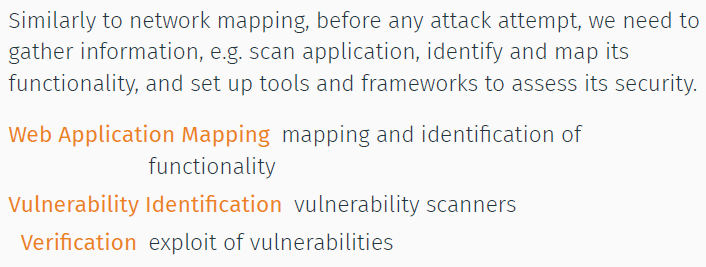 Similarly to network mapping, before any attack attempt, we need to
gather information, e.g. scan application, identify and map its
functionality, and set up tools and frameworks to assess its security.
Web Application Mapping mapping and identification of
functionality
Vulnerability Identification vulnerability scanners
Verification exploit of vulnerabilities